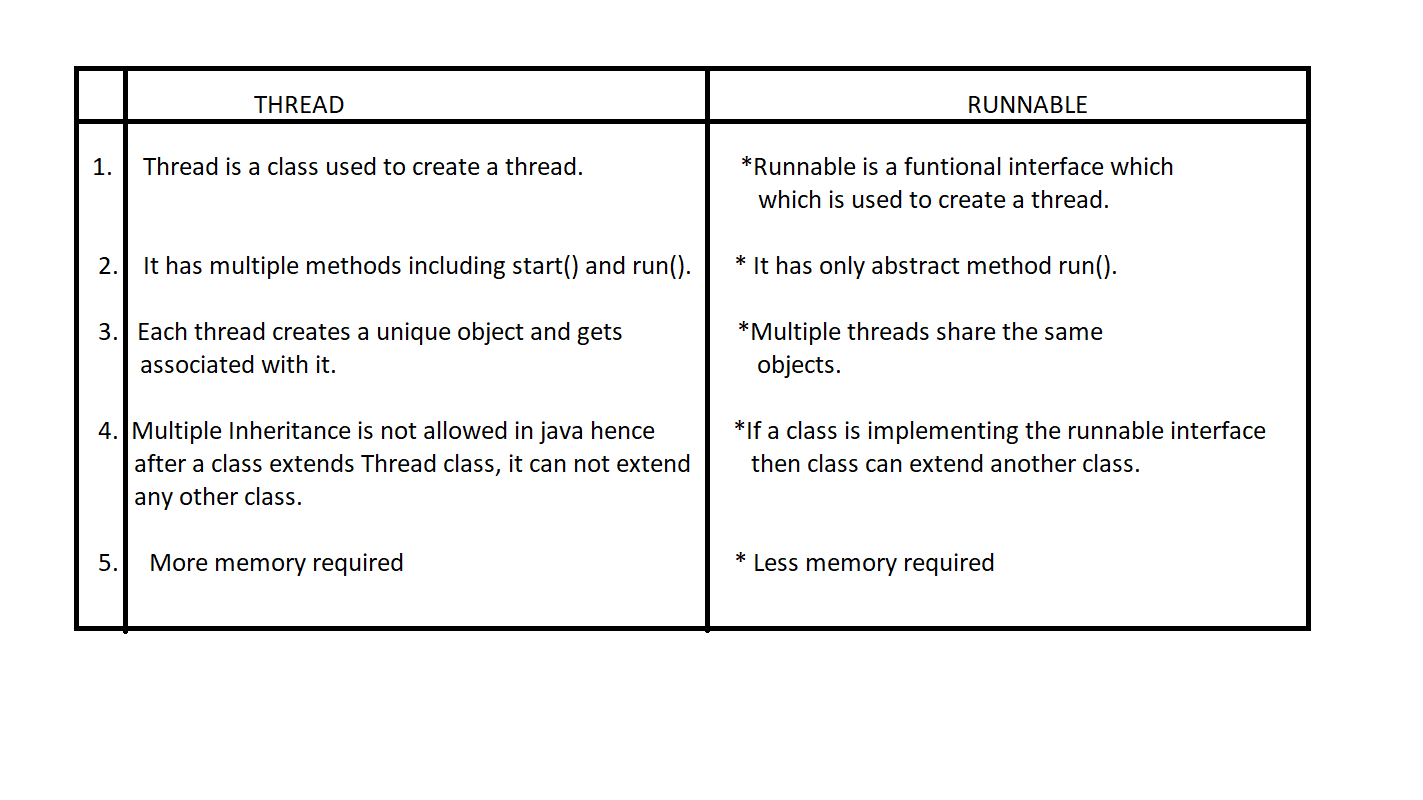 THREAD RUNNABLE
1. Thread is a class used to create a thread. *Runnable is a funtional interface which
which is used to create a thread.
2. It has multiple methods including start() and run(). * It has only abstract method run().
3. Each thread creates a unique object and gets *Multiple threads share the same
associated with it. objects.
4. Multiple Inheritance is not allowed in java hence *If a class is implementing the runnable interface
after a class extends Thread class, it can not extend then class can extend another class.
any other class.
5. More memory required * Less memory required